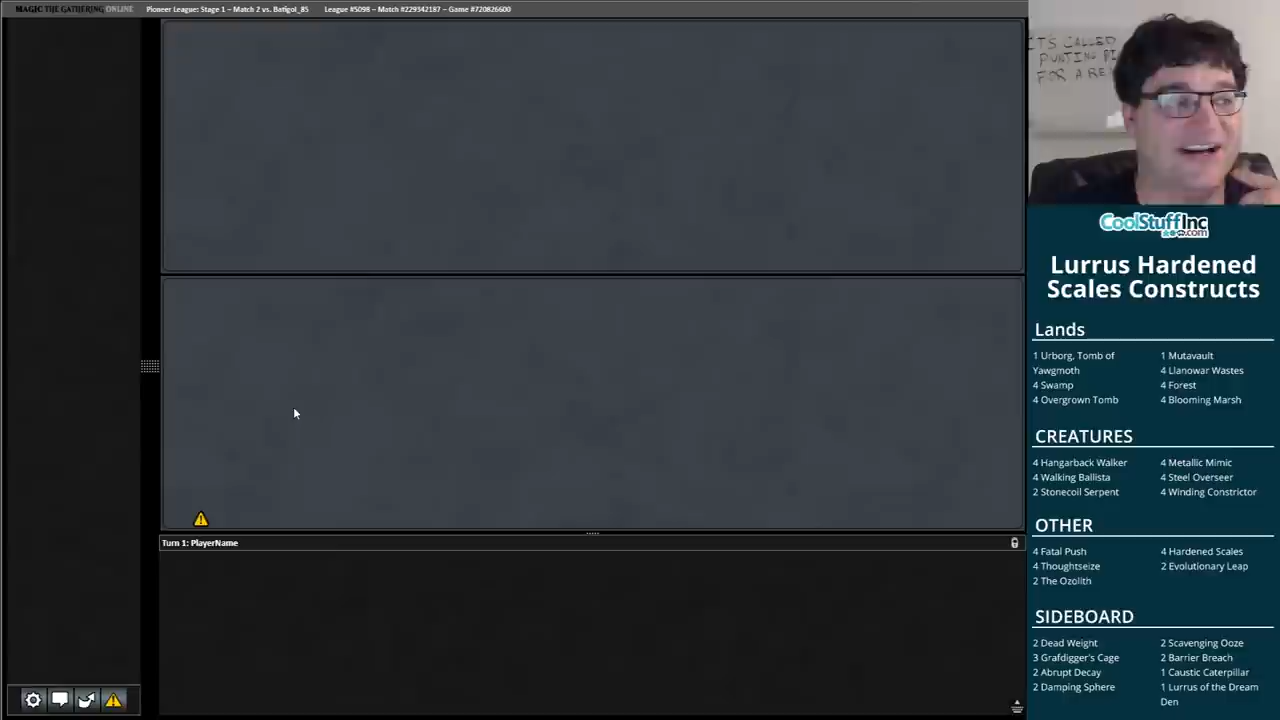 MAGIC THE GATHERING ONLINE
Pioneer League: Stage 1 – Match 2 vs. Batigol_85
League #5098 – Match #229342187 – Game #720826600
IT'S CALLED
PUNTING
FOR A
CoolStuffInc
.com
Lurrus Hardened
Scales Constructs
Lands
1 Urborg, Tomb of
Yawgmoth
4 Swamp
4 Overgrown Tomb
1 Mutavault
4 Llanowar Wastes
4 Forest
4 Blooming Marsh
CREATURES
4 Hangarback Walker
4 Walking Ballista
2 Stonecoil Serpent
4 Metallic Mimic
4 Steel Overseer
4 Winding Constrictor
OTHER
4 Fatal Push
4 Thoughtseize
2 The Ozolith
4 Hardened Scales
2 Evolutionary Leap
SIDEBOARD
2 Dead Weight
3 Grafdigger's Cage
2 Abrupt Decay
2 Damping Sphere
2 Scavenging Ooze
2 Barrier Breach
1 Caustic Caterpillar
1 Lurrus of the Dream
Den
Turn 1: PlayerName